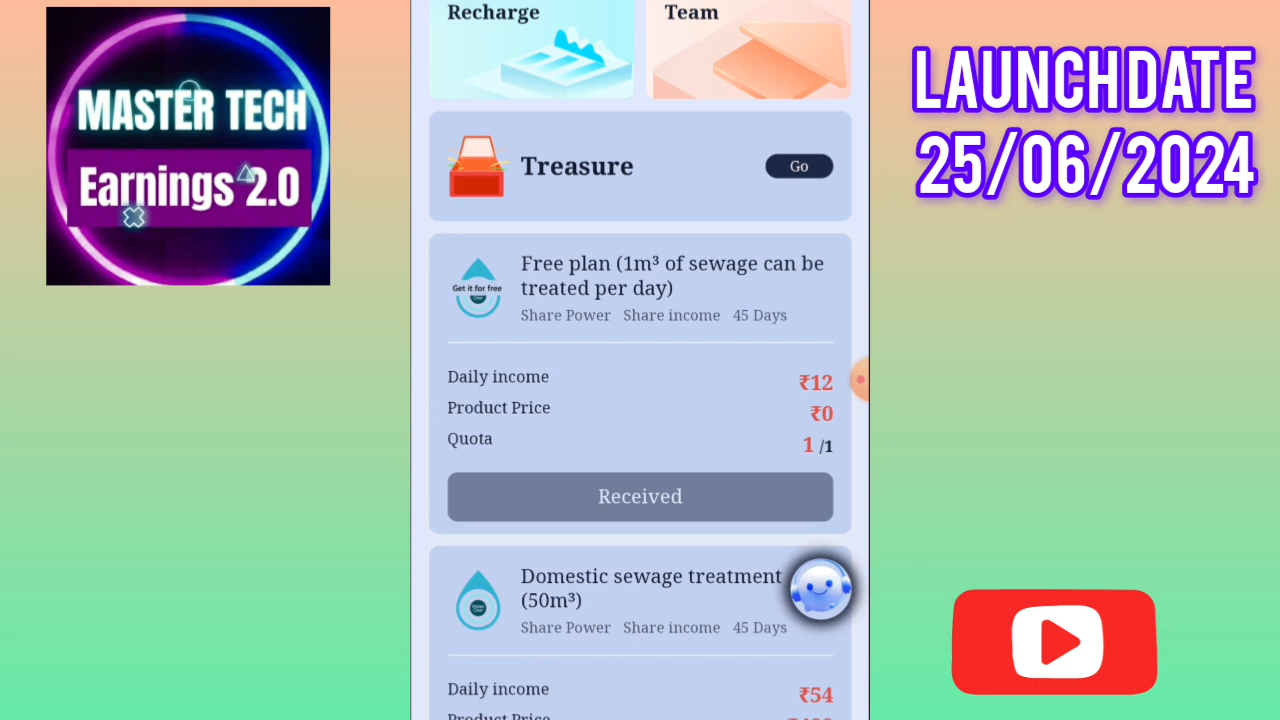 MASTER TECH
Earnings 2.0
Recharge
Team
LAUNCHDATE
25/06/2024
Treasure
Go
Get it for free
Free plan (1m³ of sewage can be
treated per day)
Share Power Share income 45 Days
Daily income
₹12
Product Price
₹0
Quota
1 /1
Received
Domestic sewage treatment
(50m³)
Share Power Share income 45 Days
Daily income
₹54
Product Price